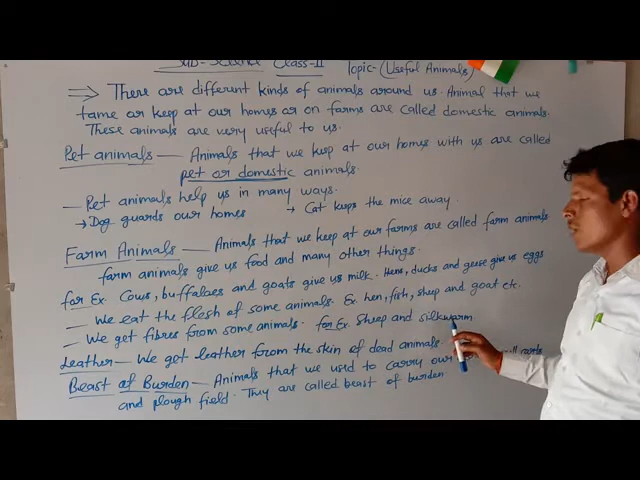 Sub- Science Class-II Topic-(Useful Animals)
⇒ There are different kinds of animals around us. Animal that we
tame or keep at our homes or on farms are called domestic animals.
These animals are very useful to us.
Pet animals — Animals that we keep at our homes with us are called
pet or domestic animals.
— Pet animals help us in many ways.
→ Dog guards our homes → Cat keeps the mice away.
Farm Animals — Animals that we keep at our farms are called farm animals
farm animals give us food and many other things.
for Ex. Cows, buffaloes and goats give us milk. Hens, ducks and geese give us eggs
— We eat the flesh of some animals. Ex. hen, fish, sheep and goat etc.
— We get fibres from some animals. for Ex. Sheep and silkwarm
Leather — We get leather from the skin of dead animals.
Beast of Burden — Animals that we used to carry our carts
and plough field. They are called beast of burden